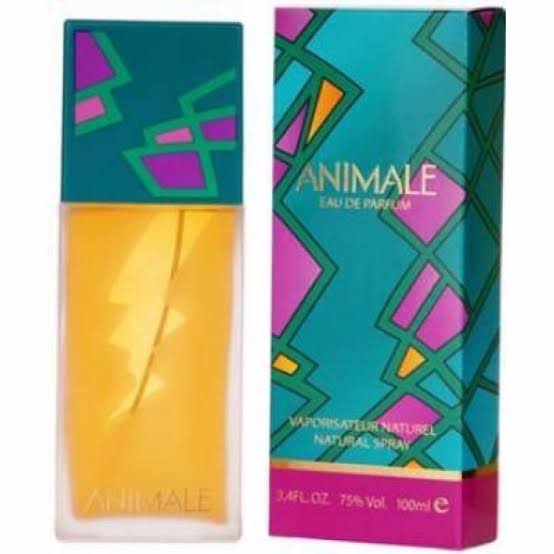 ANIMALE
EAU DE PARFUM
VAPORISATEUR NATUREL
NATURAL SPRAY
3.4FL.OZ. 75% Vol. 100ml e
ANIMALE